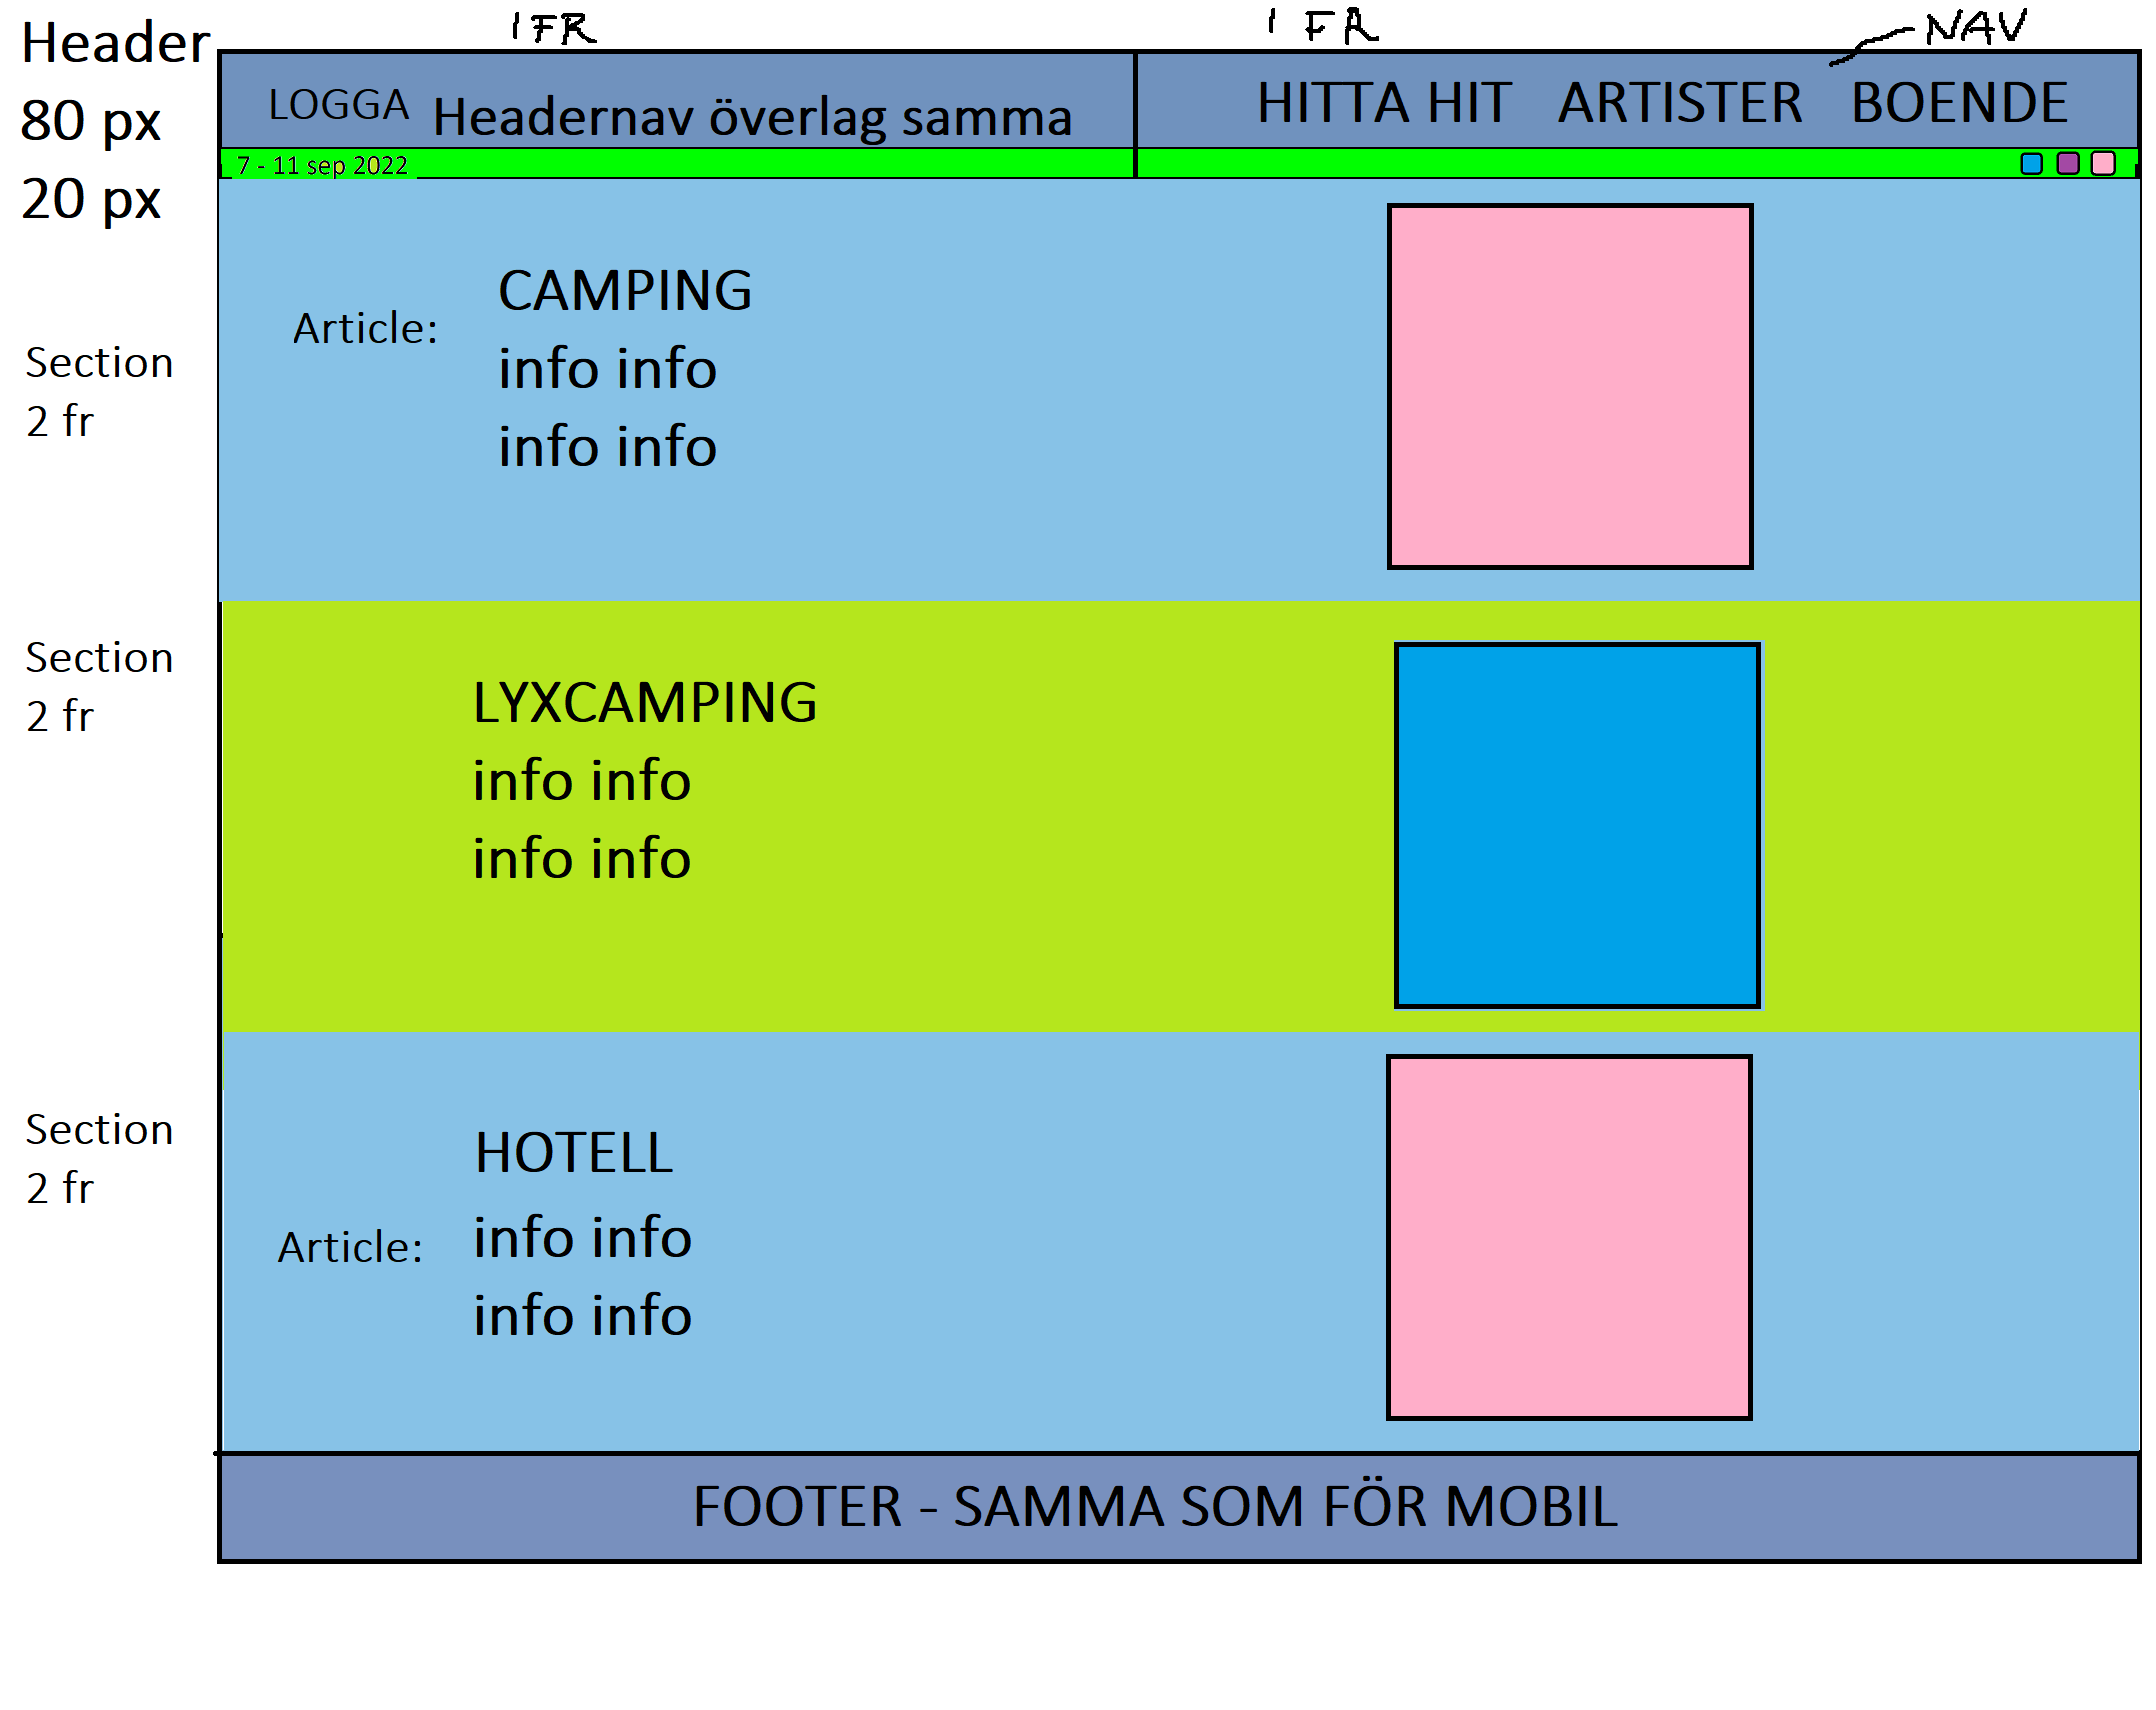 1 FR
1 FR
NAV
Header
80 px
20 px
LOGGA
Headernav överlag samma
HITTA HIT ARTISTER BOENDE
7 - 11 sep 2022
Section
2 fr
Article:
CAMPING
info info
info info
Section
2 fr
LYXCAMPING
info info
info info
Section
2 fr
Article:
HOTELL
info info
info info
FOOTER - SAMMA SOM FÖR MOBIL